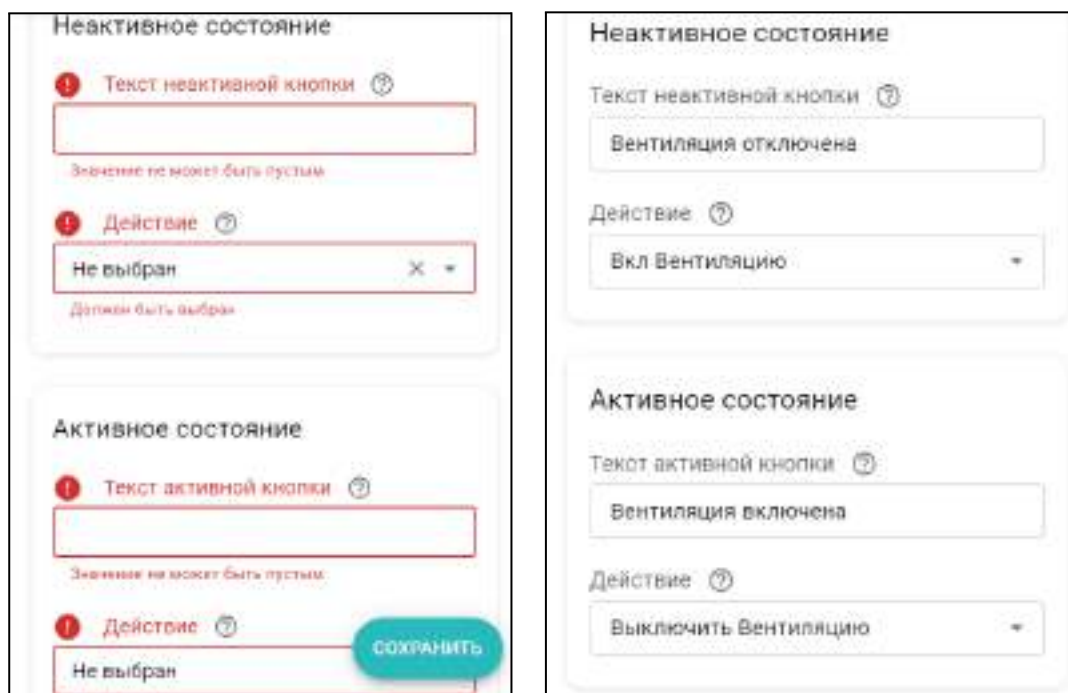 Неактивное состояние
Текст неактивной кнопки
Значение не может быть пустым
Действие
Не выбран
Должен быть выбран
Активное состояние
Текст активной кнопки
Значение не может быть пустым
Действие
Не выбран
СОХРАНИТЬ
Неактивное состояние
Текст неактивной кнопки
Вентиляция отключена
Действие
Вкл Вентиляцию
Активное состояние
Текст активной кнопки
Вентиляция включена
Действие
Выключить Вентиляцию